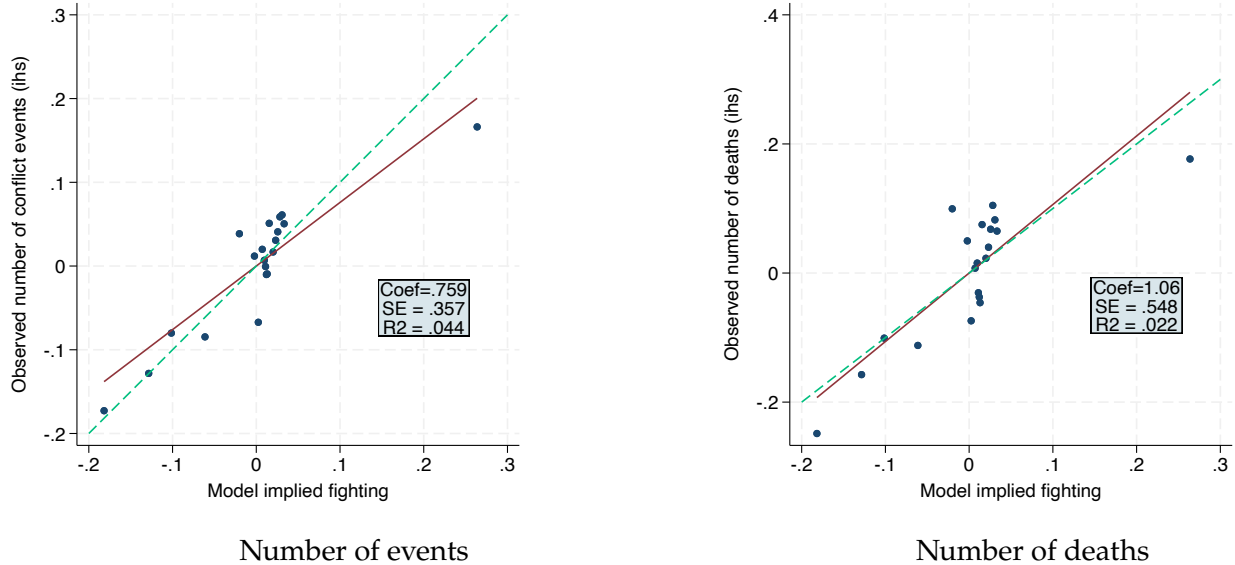 Observed number of conflict events (ihs)
.3
.2
.1
0
-.1
-.2
Coef=.759
SE = .357
R2 = .044
-.2 -.1 0 .1 .2 .3
Model implied fighting
Number of events
Observed number of deaths (ihs)
.4
.2
0
-.2
Coef=1.06
SE = .548
R2 = .022
-.2 -.1 0 .1 .2 .3
Model implied fighting
Number of deaths